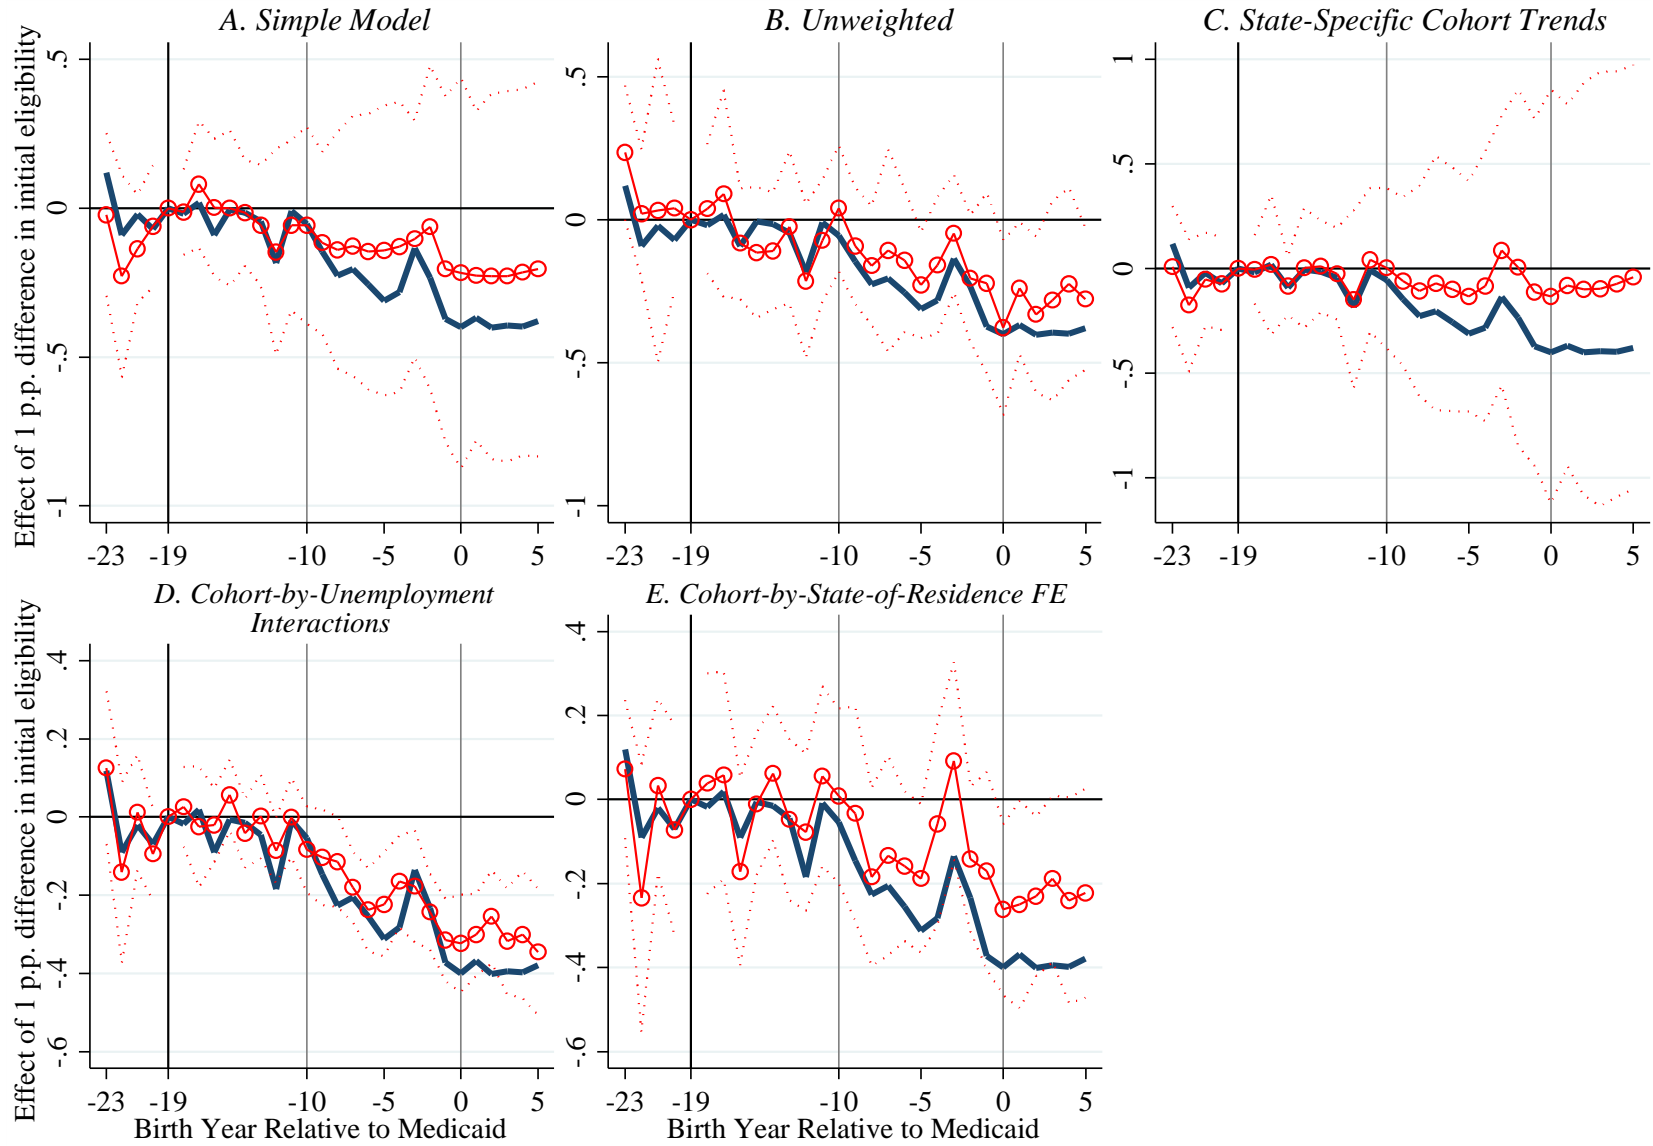 A. Simple Model
B. Unweighted
C. State-Specific Cohort Trends
Effect of 1 p.p. difference in initial eligibility
.5
0
-.5
-1
-23 -19 -10 -5 0 5
.5
0
-.5
-1
-23 -19 -10 -5 0 5
1
.5
0
-.5
-1
-23 -19 -10 -5 0 5
D. Cohort-by-Unemployment
Interactions
E. Cohort-by-State-of-Residence FE
Effect of 1 p.p. difference in initial eligibility
.4
.2
0
-.2
-.4
-.6
-23 -19 -10 -5 0 5
Birth Year Relative to Medicaid
.4
.2
0
-.2
-.4
-.6
-23 -19 -10 -5 0 5
Birth Year Relative to Medicaid